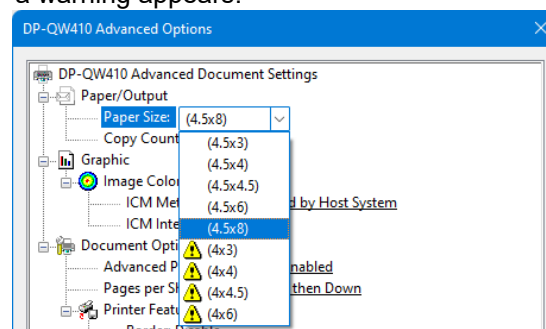 a warning appears.
DP-QW410 Advanced Options
DP-QW410 Advanced Document Settings
Paper/Output
Paper Size: (4.5x8)
Copy Count
(4.5x3)
Graphic
(4.5x4)
Image Color
(4.5x4.5)
ICM Met
(4.5x6)
d by Host System
ICM Inte
(4.5x8)
Document Opti
(4x3)
Advanced P
(4x4)
nabled
Pages per Sh
(4x4.5)
then Down
Printer Featu
(4x6)